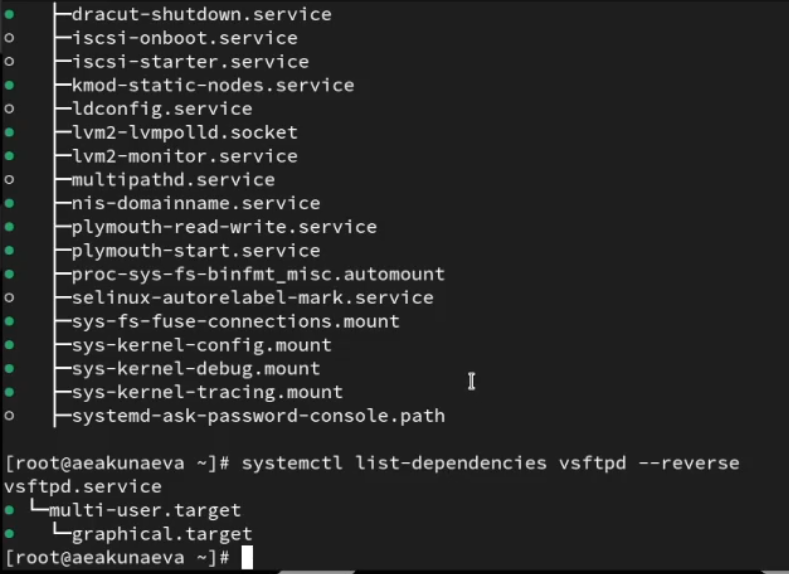 ● ├─dracut-shutdown.service
○ ├─iscsi-onboot.service
○ ├─iscsi-starter.service
● ├─kmod-static-nodes.service
○ ├─ldconfig.service
● ├─lvm2-lvmpolld.socket
● ├─lvm2-monitor.service
○ ├─multipathd.service
● ├─nis-domainname.service
● ├─plymouth-read-write.service
● ├─plymouth-start.service
● ├─proc-sys-fs-binfmt_misc.automount
○ ├─selinux-autorelabel-mark.service
● ├─sys-fs-fuse-connections.mount
● ├─sys-kernel-config.mount
● ├─sys-kernel-debug.mount
● ├─sys-kernel-tracing.mount
○ ├─systemd-ask-password-console.path
[root@aeakunaeva ~]# systemctl list-dependencies vsftpd --reverse
vsftpd.service
● └─multi-user.target
●   └─graphical.target
[root@aeakunaeva ~]#